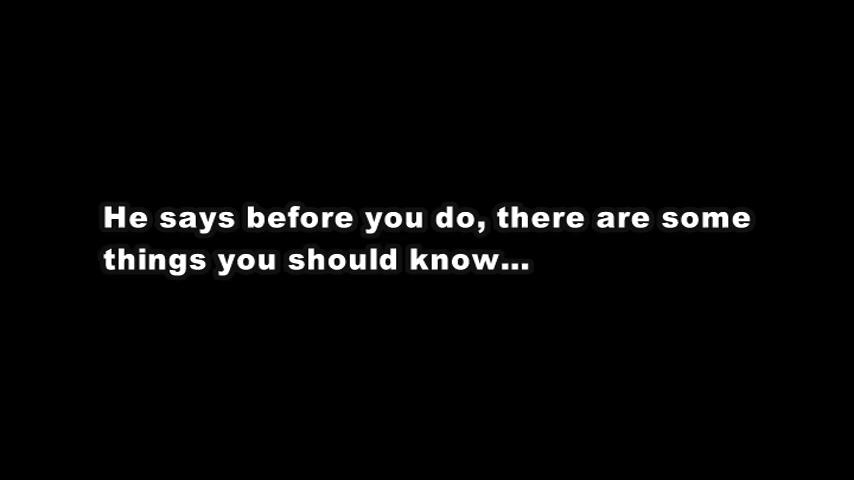 He says before you do, there are some
things you should know...